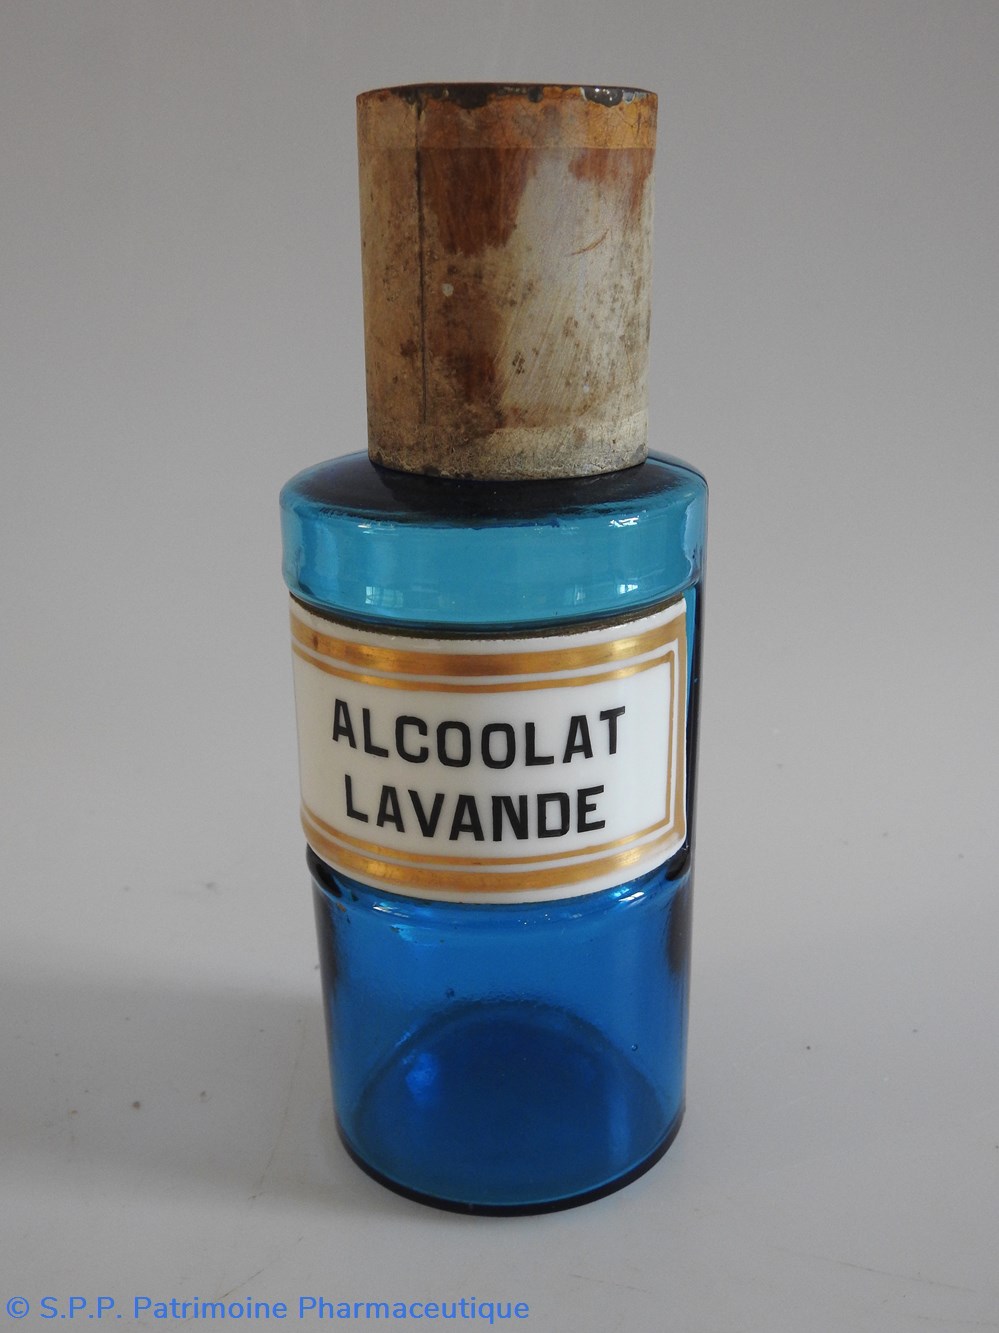 ALCOOLAT
LAVANDE
© S.P.P. Patrimoine Pharmaceutique